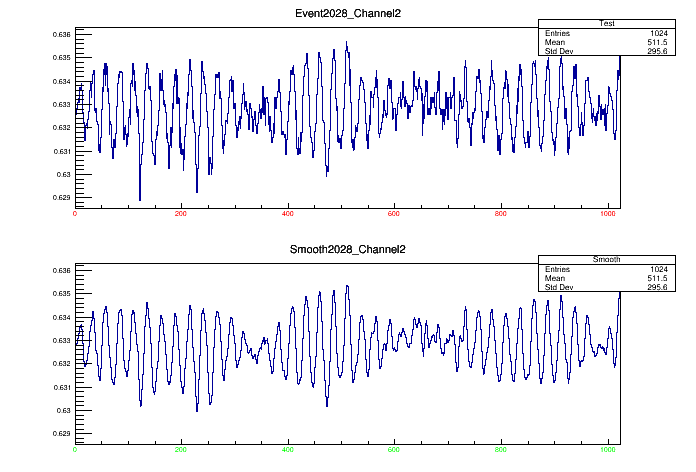 Event2028_Channel2
Test
Entries 1024
Mean 511.5
Std Dev 295.6
0.636
0.635
0.634
0.633
0.632
0.631
0.63
0.629
0 200 400 600 800 1000
Smooth2028_Channel2
Smooth
Entries 1024
Mean 511.5
Std Dev 295.6
0.636
0.635
0.634
0.633
0.632
0.631
0.63
0.629
0 200 400 600 800 1000